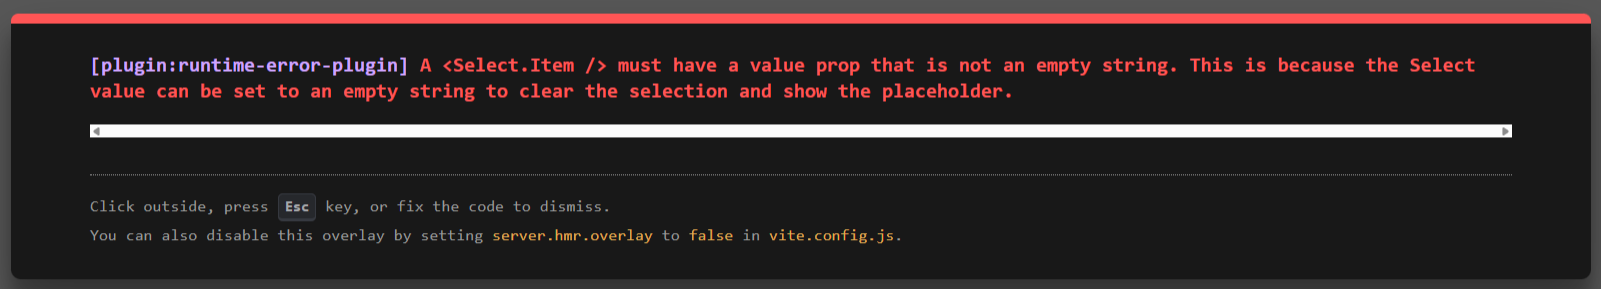 [plugin:runtime-error-plugin] A <Select.Item /> must have a value prop that is not an empty string. This is because the Select
value can be set to an empty string to clear the selection and show the placeholder.
Click outside, press Esc key, or fix the code to dismiss.
You can also disable this overlay by setting server.hmr.overlay to false in vite.config.js.